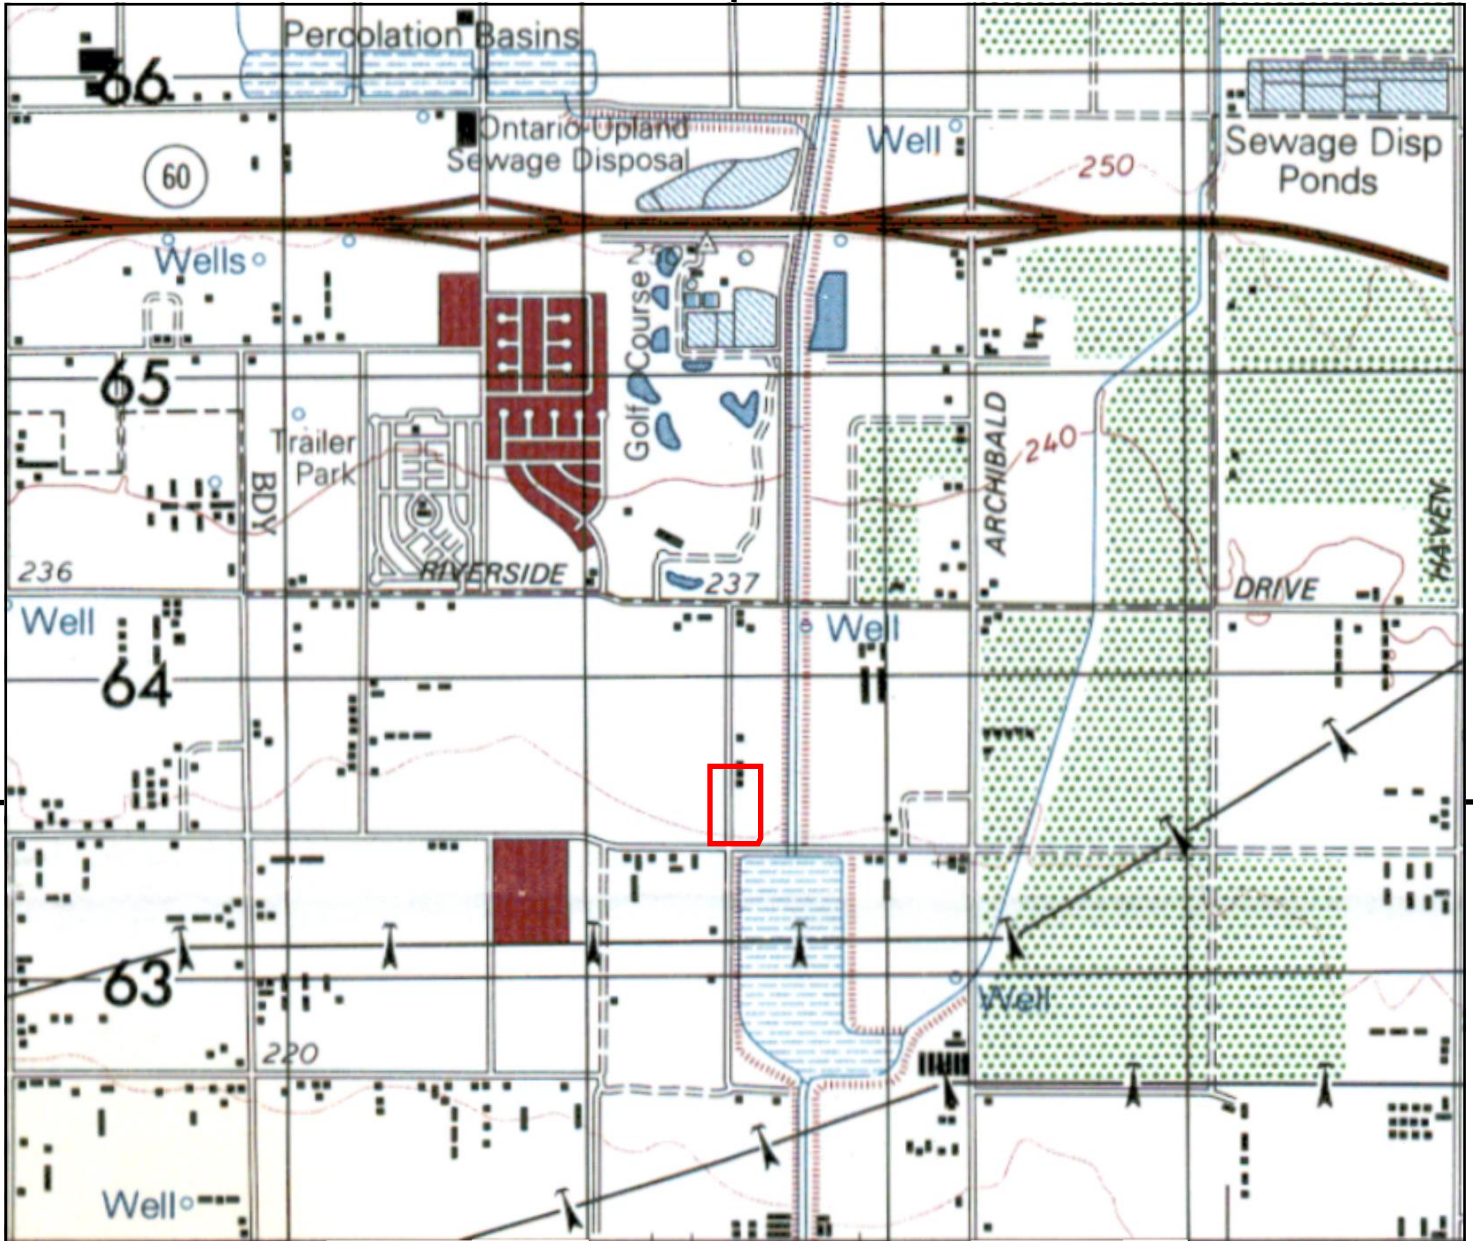 Percolation Basins
66
Ontario-Upland
Sewage Disposal
Well
Sewage Disp
Ponds
60
250
Wells
250
Golf Course
65
Trailer
Park
BDY
ARCHIBALD
240
HAVEN
236
RIVERSIDE
237
DRIVE
Well
Well
64
63
Well
220
Well